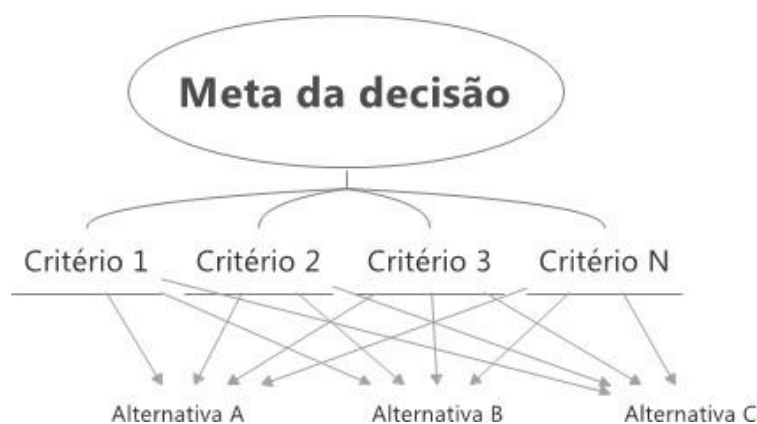 Meta da decisão
Critério 1 Critério 2 Critério 3 Critério N
Alternativa A Alternativa B Alternativa C